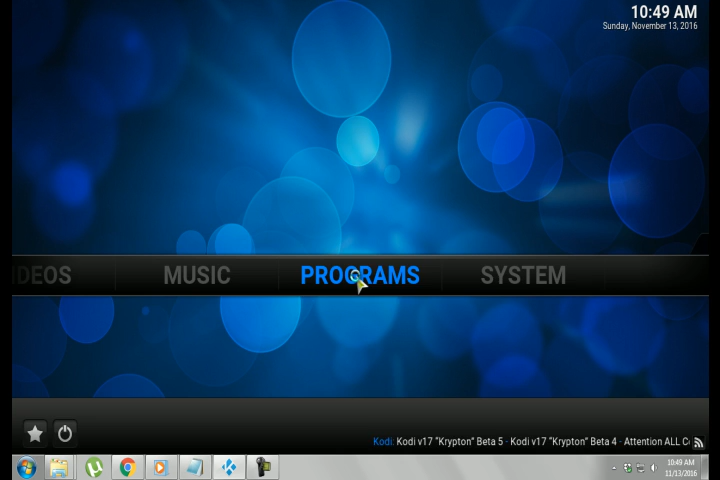 10:49 AM
Sunday, November 13, 2016
IDEOS MUSIC PROGRAMS SYSTEM
Kodi: Kodi v17 "Krypton" Beta 5 · Kodi v17 "Krypton" Beta 4 · Attention ALL C
10:49 AM
11/13/2016